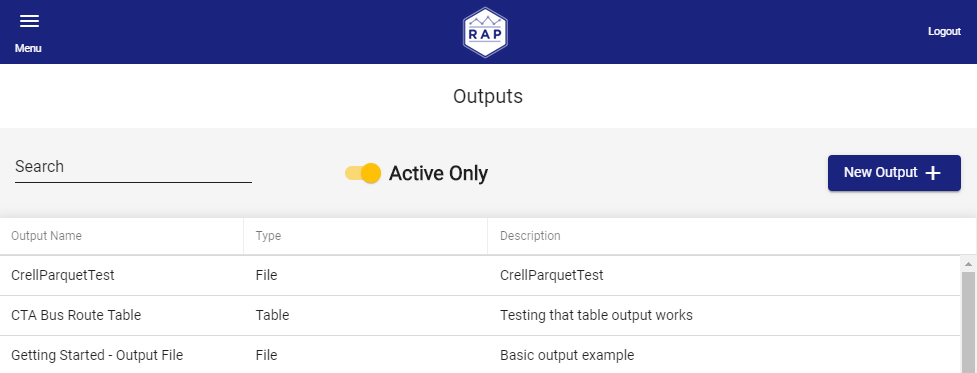 Menu
RAP
Logout
Outputs
Search
Active Only
New Output
Output Name Type Description
CrellParquetTest File CrellParquetTest
CTA Bus Route Table Table Testing that table output works
Getting Started - Output File File Basic output example